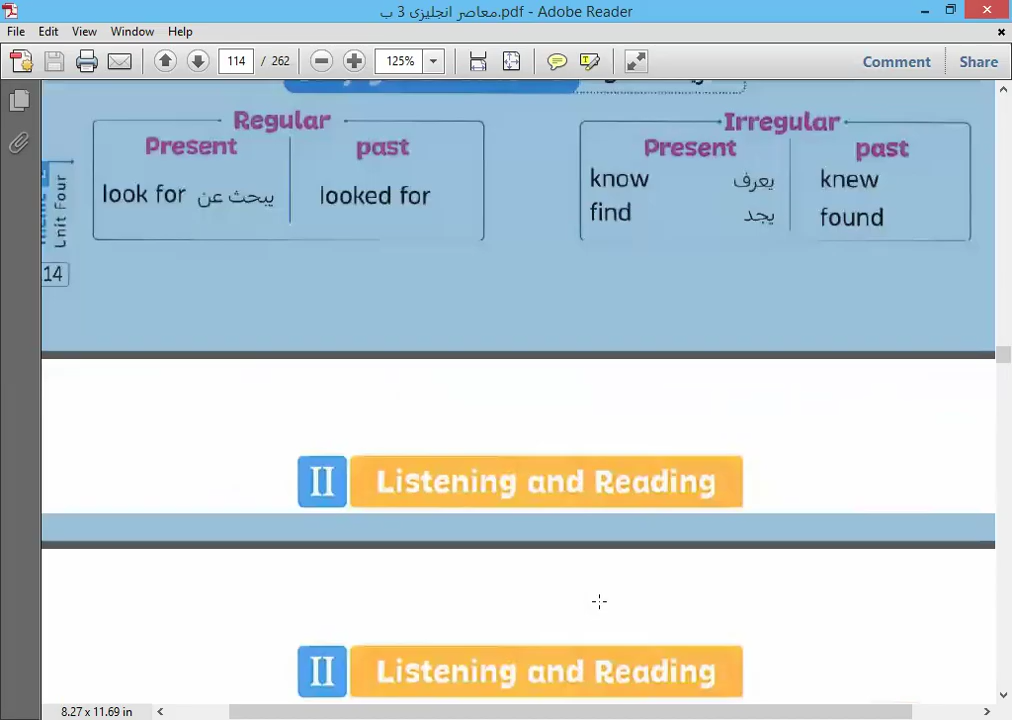 معاصر انجليزى 3 ب.pdf - Adobe Reader
File Edit View Window Help
114 / 262 125% Comment Share
Regular
Present past
look for يبحث عن looked for
Irregular
Present past
know يعرف knew
find يجد found
Unit Four
14
II Listening and Reading
II Listening and Reading
8.27 x 11.69 in